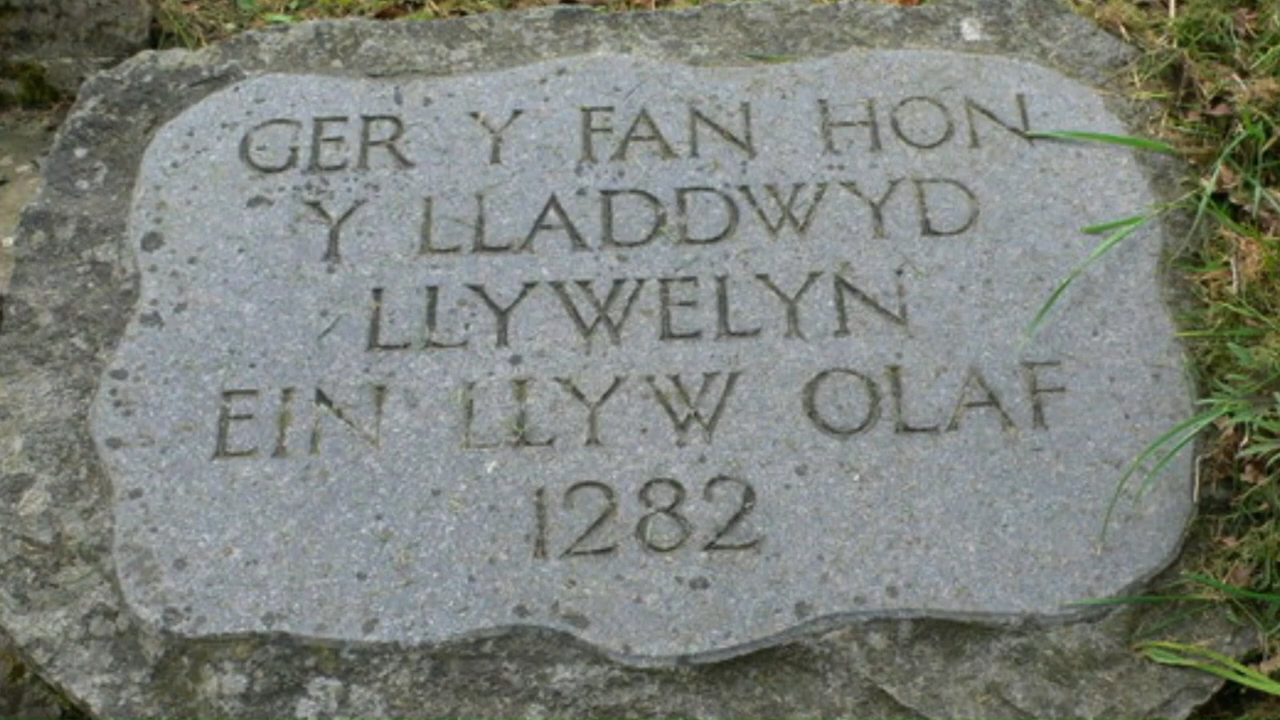 GER Y FAN HON
Y LLADDWYD
LLYWELYN
EIN LLYW OLAF
1282